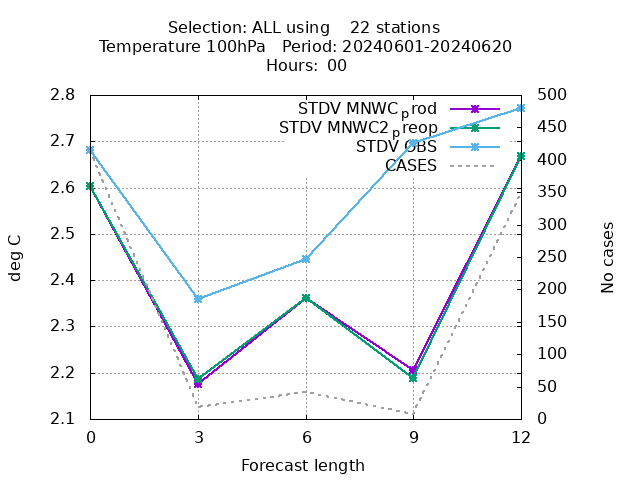 Selection: ALL using    22 stations
Temperature 100hPa   Period: 20240601-20240620
Hours:  00
2.8
2.7
2.6
2.5
2.4
2.3
2.2
2.1
deg C
STDV MNWC_prod
STDV MNWC2_preop
STDV OBS
CASES
500
450
400
350
300
250
200
150
100
50
0
No cases
0 3 6 9 12
Forecast length